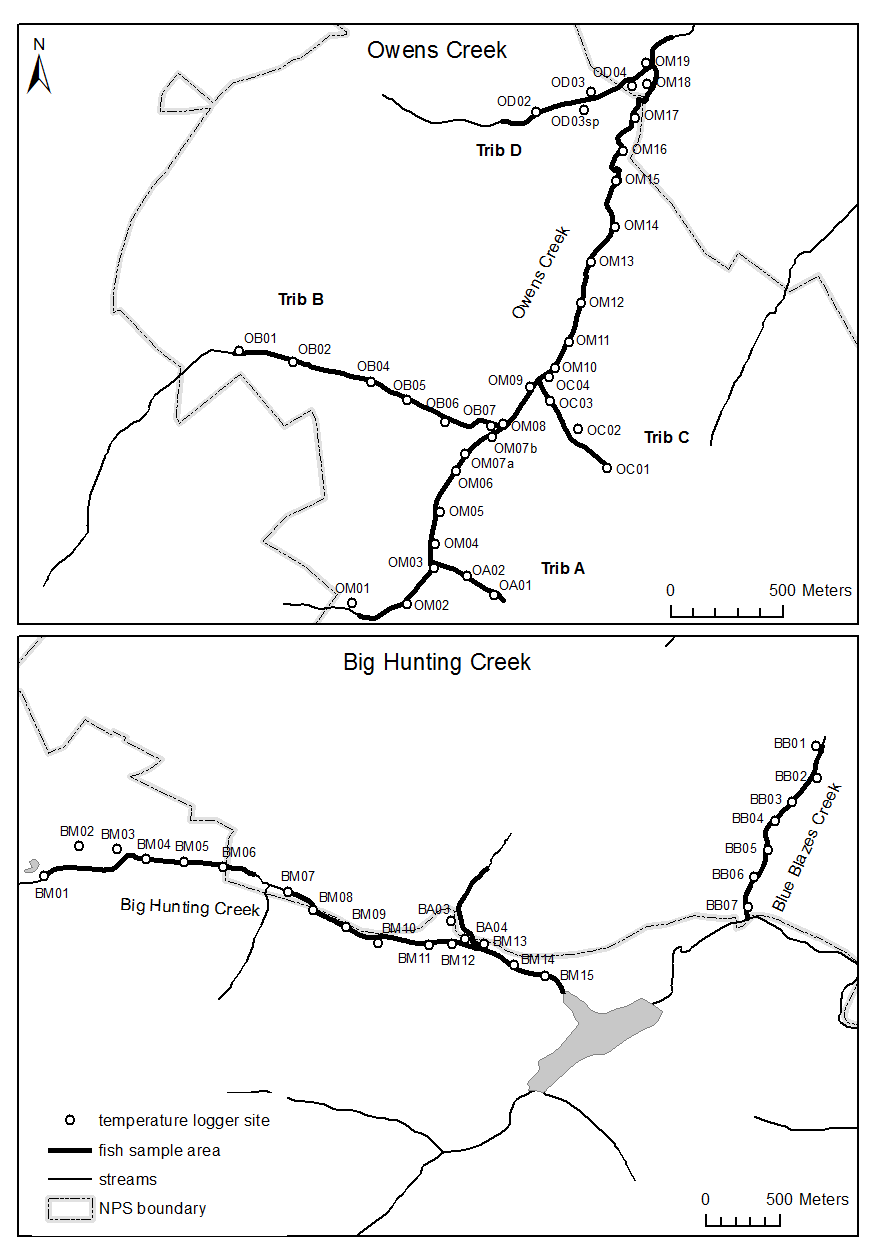 N
Owens Creek
OM19
OD04
OM18
OD03
OD02
OD03sp
OM17
Trib D
OM16
OM15
OM14
Owens Creek
OM13
OM12
Trib B
OB01
OB02
OM11
OB04
OM10
OM09
OC04
OB05
OC03
OB06
OB07
OM08
OC02
Trib C
OM07b
OM07a
OC01
OM06
OM05
OM04
OM03
OA02
Trib A
OA01
OM01
OM02
0 500 Meters
Big Hunting Creek
BB01
BB02
BB03
BB04
Blue Blazes Creek
BB05
BB06
BB07
BM02
BM03
BM04
BM05
BM06
BM01
BM07
BM08
Big Hunting Creek
BM09
BM10
BA03
BA04
BM13
BM11
BM12
BM14
BM15
temperature logger site
fish sample area
streams
NPS boundary
0 500 Meters